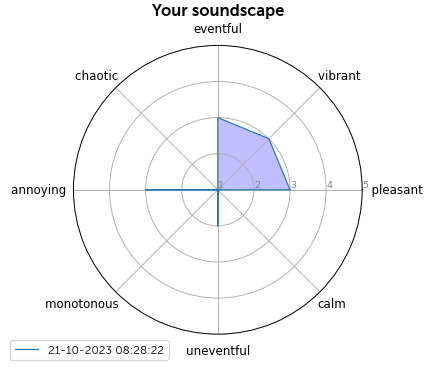 Your soundscape
eventful
chaotic
vibrant
annoying
1 2 3 4 5
pleasant
monotonous
calm
21-10-2023 08:28:22
uneventful